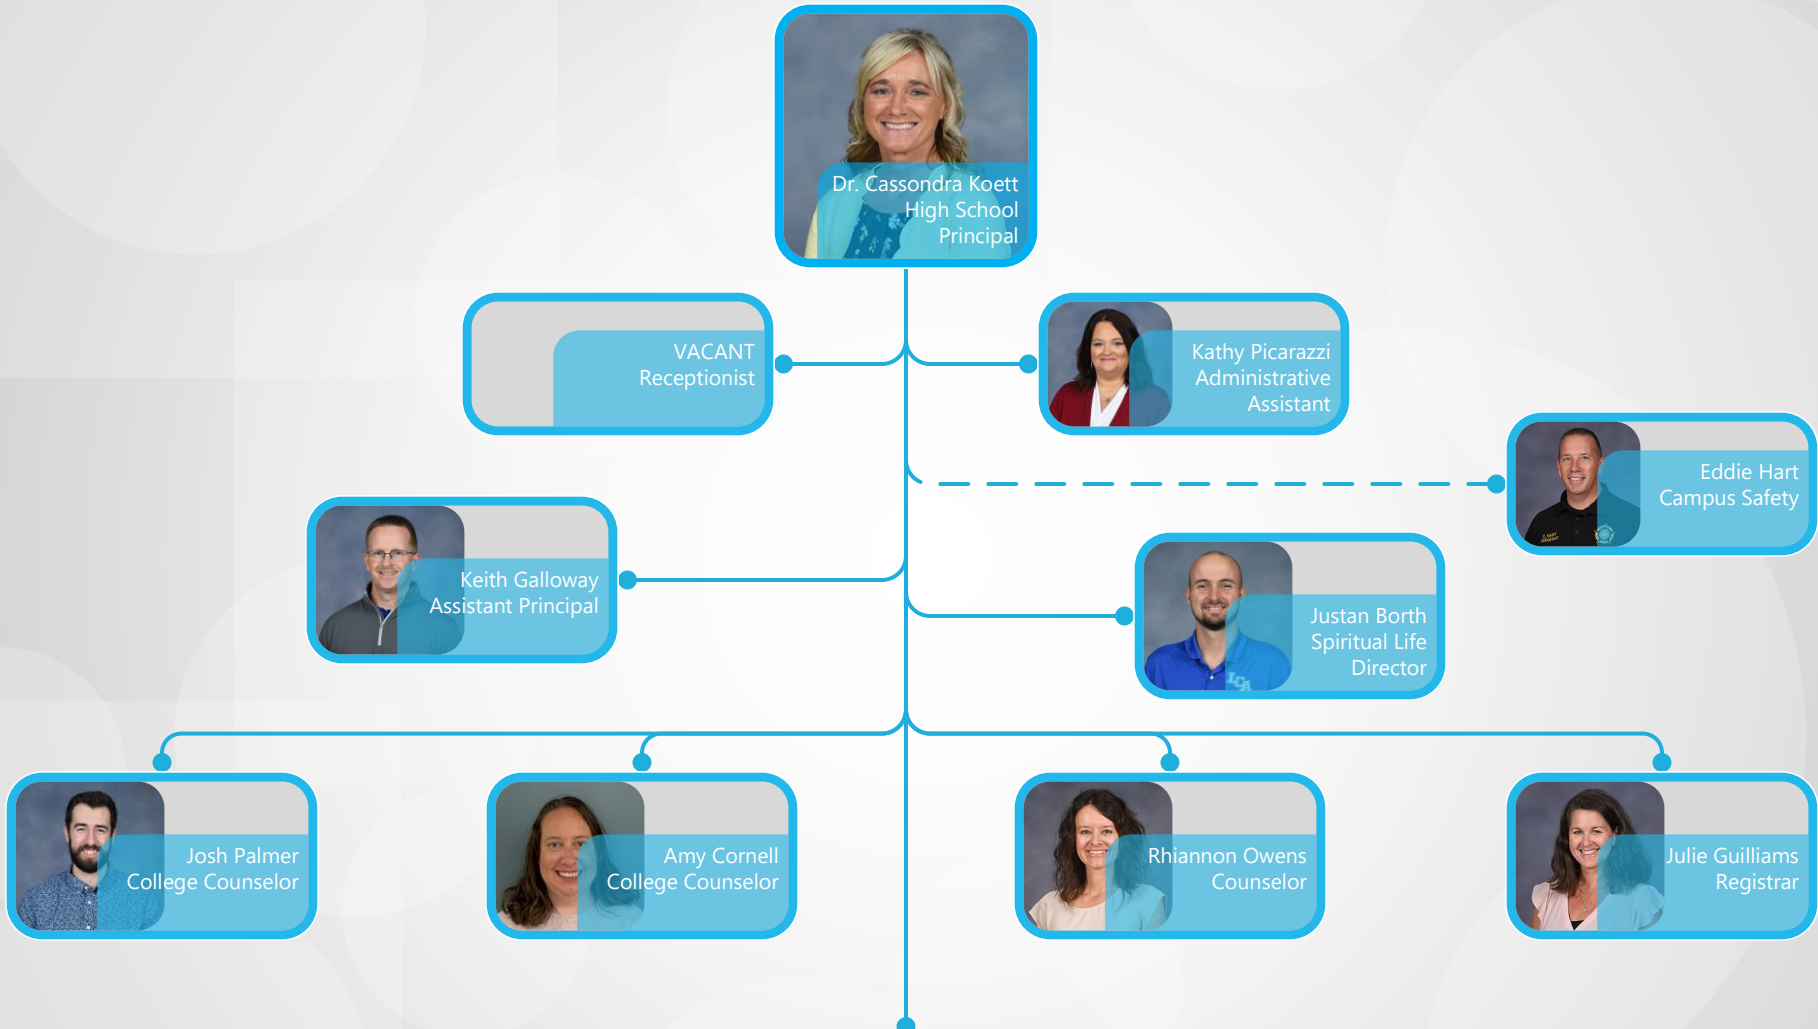 Dr. Cassondra Koett
High School
Principal
VACANT
Receptionist
Kathy Picarazzi
Administrative
Assistant
Eddie Hart
Campus Safety
Keith Galloway
Assistant Principal
Justan Borth
Spiritual Life
Director
LCA
Josh Palmer
College Counselor
Amy Cornell
College Counselor
Rhiannon Owens
Counselor
Julie Guilliams
Registrar